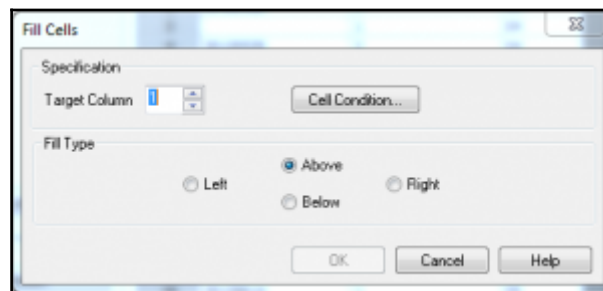 Fill Cells
Specification
Target Column 1 Cell Condition...
Fill Type
Above
Left Right
Below
OK Cancel Help